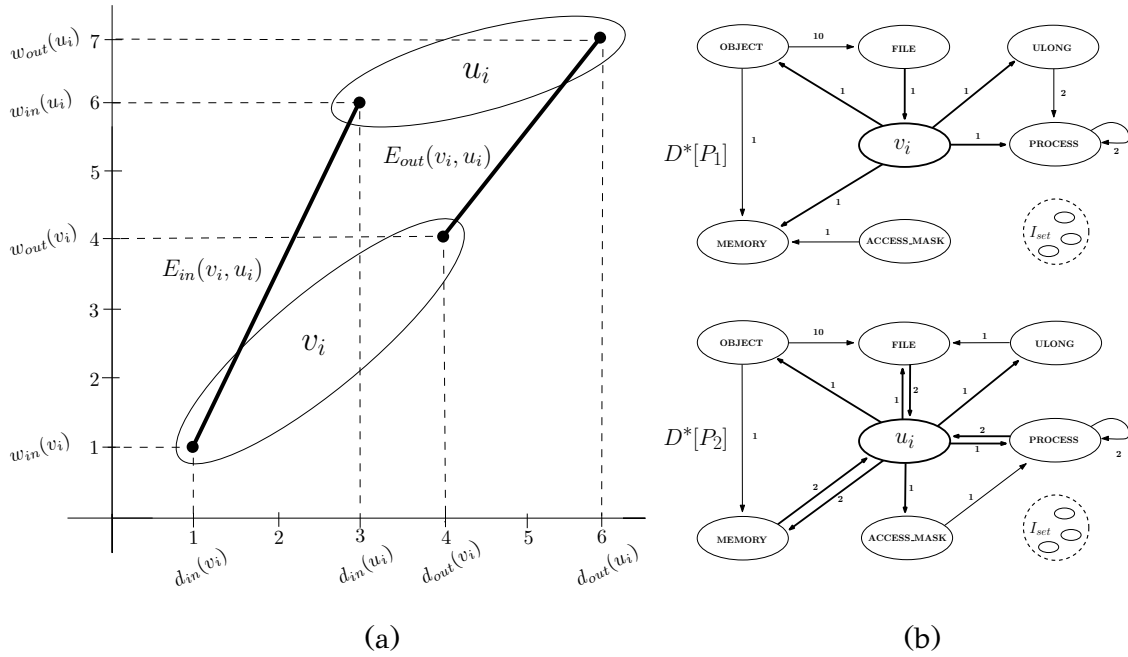 w_out(u_i)
7
u_i
w_in(u_i)
6
E_out(v_i, u_i)
5
w_out(v_i)
4
E_in(v_i, u_i)
3
v_i
2
w_in(v_i)
1
1 2 3 4 5 6
d_in(v_i) d_in(u_i) d_out(v_i) d_out(u_i)
(a)
OBJECT 10 FILE ULONG
1 1 1 2
D*[P_1] 1 v_i 1 PROCESS
2
1
I_set
MEMORY 1 ACCESS_MASK
OBJECT 10 FILE 1 ULONG
1 1 2 1
D*[P_2] 1 u_i 2 PROCESS
1 2
2 2 1 1
I_set
MEMORY ACCESS_MASK
(b)